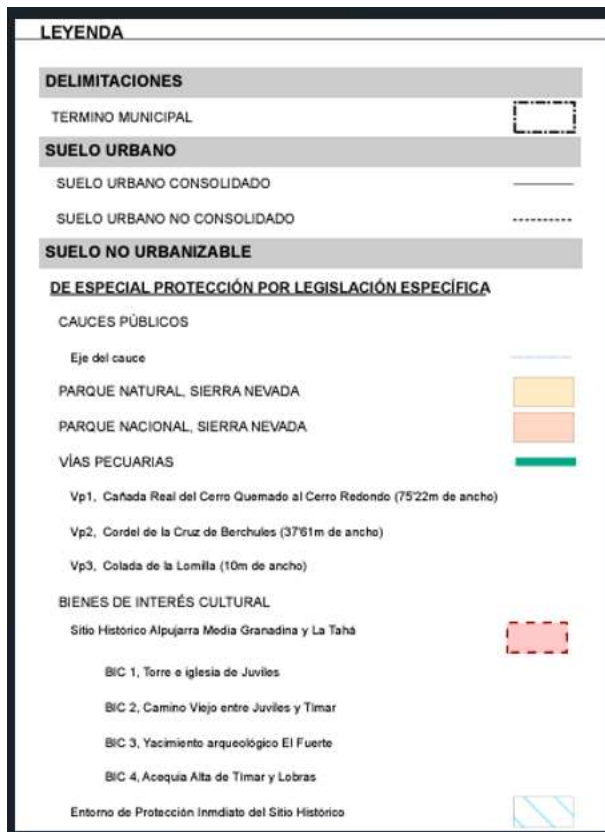 LEYENDA
DELIMITACIONES
TERMINO MUNICIPAL
SUELO URBANO
SUELO URBANO CONSOLIDADO
SUELO URBANO NO CONSOLIDADO
SUELO NO URBANIZABLE
DE ESPECIAL PROTECCIÓN POR LEGISLACIÓN ESPECÍFICA
CAUCES PÚBLICOS
Eje del cauce
PARQUE NATURAL, SIERRA NEVADA
PARQUE NACIONAL, SIERRA NEVADA
VÍAS PECUARIAS
Vp1, Cañada Real del Cerro Quemado al Cerro Redondo (75'22m de ancho)
Vp2, Cordel de la Cruz de Berchules (37'61m de ancho)
Vp3, Colada de la Lomilla (10m de ancho)
BIENES DE INTERÉS CULTURAL
Sitio Histórico Alpujarra Media Granadina y La Tahá
BIC 1, Torre e iglesia de Juviles
BIC 2, Camino Viejo entre Juviles y Timar
BIC 3, Yacimiento arqueológico El Fuerte
BIC 4, Acequia Alta de Timar y Lobras
Entorno de Protección Inmdiato del Sitio Histórico